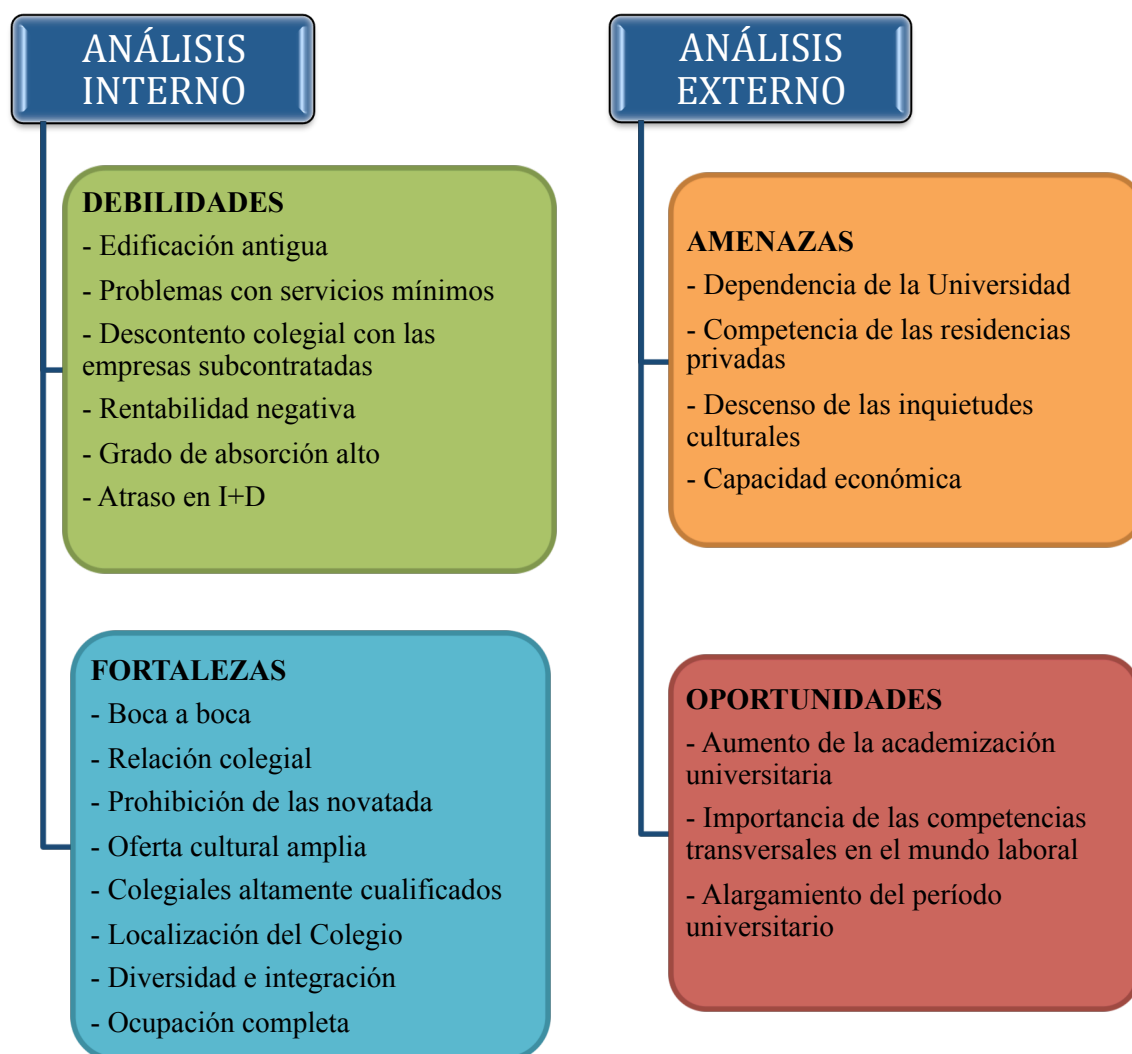 ANÁLISIS
INTERNO
DEBILIDADES
- Edificación antigua
- Problemas con servicios mínimos
- Descontento colegial con las
empresas subcontratadas
- Rentabilidad negativa
- Grado de absorción alto
- Atraso en I+D
FORTALEZAS
- Boca a boca
- Relación colegial
- Prohibición de las novatada
- Oferta cultural amplia
- Colegiales altamente cualificados
- Localización del Colegio
- Diversidad e integración
- Ocupación completa
ANÁLISIS
EXTERNO
AMENAZAS
- Dependencia de la Universidad
- Competencia de las residencias
privadas
- Descenso de las inquietudes
culturales
- Capacidad económica
OPORTUNIDADES
- Aumento de la academización
universitaria
- Importancia de las competencias
transversales en el mundo laboral
- Alargamiento del período
universitario